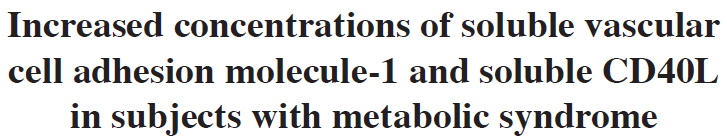 Increased concentrations of soluble vascular
cell adhesion molecule-1 and soluble CD40L
in subjects with metabolic syndrome